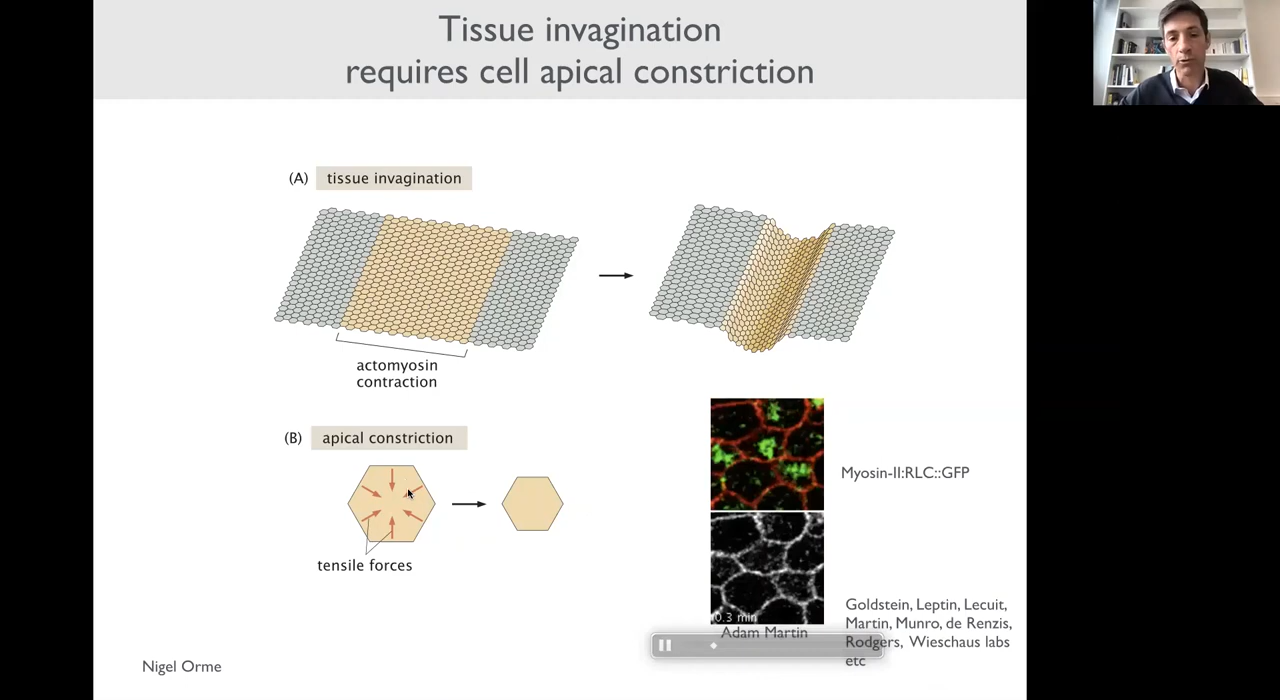 Tissue invagination
requires cell apical constriction
(A) tissue invagination
actomyosin
contraction
(B) apical constriction
tensile forces
Myosin-II:RLC::GFP
0.3 min
Adam Martin
Goldstein, Leptin, Lecuit,
Martin, Munro, de Renzis,
Rodgers, Wieschaus labs
etc
Nigel Orme